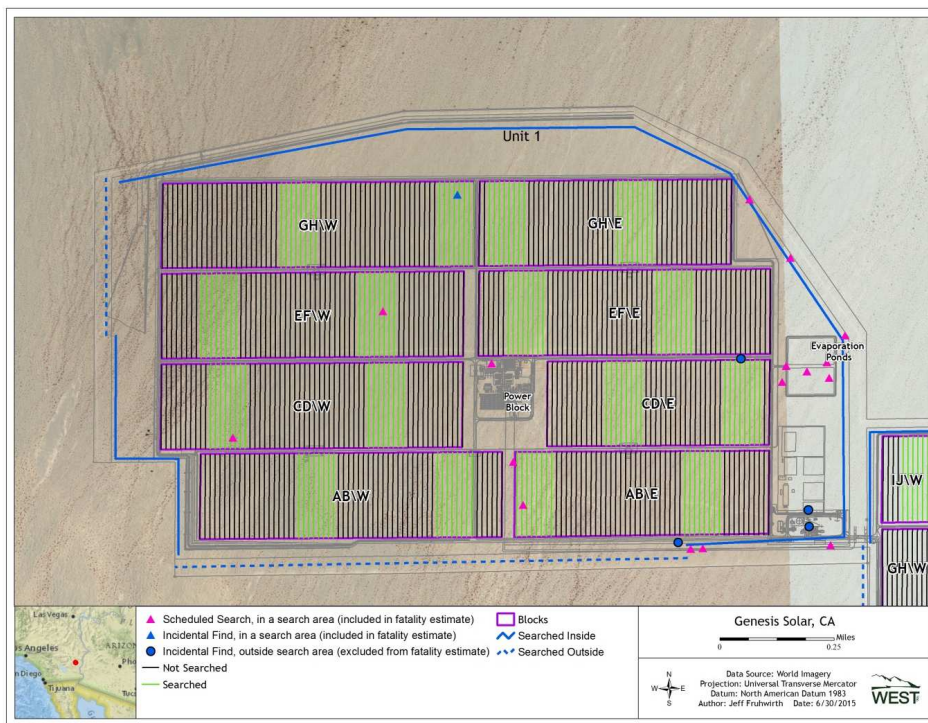 Unit 1
GH\W
GH\E
EF\W
EF\E
Evaporation
Ponds
CD\W
Power
Block
CD\E
IJ\W
AB\W
AB\E
GH\W
Las Vegas
os Angeles
ARIZO
Pho
n Diego
Tijuana
Tuc
Scheduled Search, in a search area (included in fatality estimate)
Incidental Find, in a search area (included in fatality estimate)
Incidental Find, outside search area (excluded from fatality estimate)
Not Searched
Searched
Blocks
Searched Inside
Searched Outside
Genesis Solar, CA
Miles
0 0.25
N
W E
S
Data Source: World Imagery
Projection: Universal Transverse Mercator
Datum: North American Datum 1983
Author: Jeff Fruhwirth Date: 6/30/2015
WEST